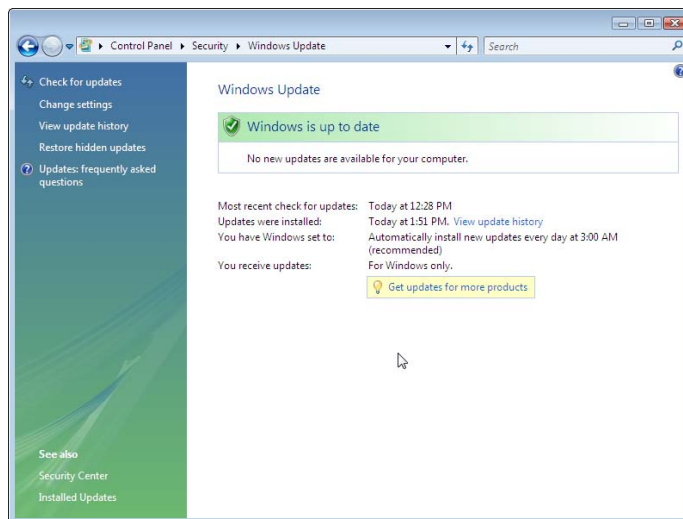 Control Panel ▸ Security ▸ Windows Update
Search
Check for updates
Change settings
View update history
Restore hidden updates
Updates: frequently asked
questions
See also
Security Center
Installed Updates
Windows Update
Windows is up to date
No new updates are available for your computer.
Most recent check for updates: Today at 12:28 PM
Updates were installed: Today at 1:51 PM. View update history
You have Windows set to: Automatically install new updates every day at 3:00 AM
(recommended)
You receive updates: For Windows only.
Get updates for more products